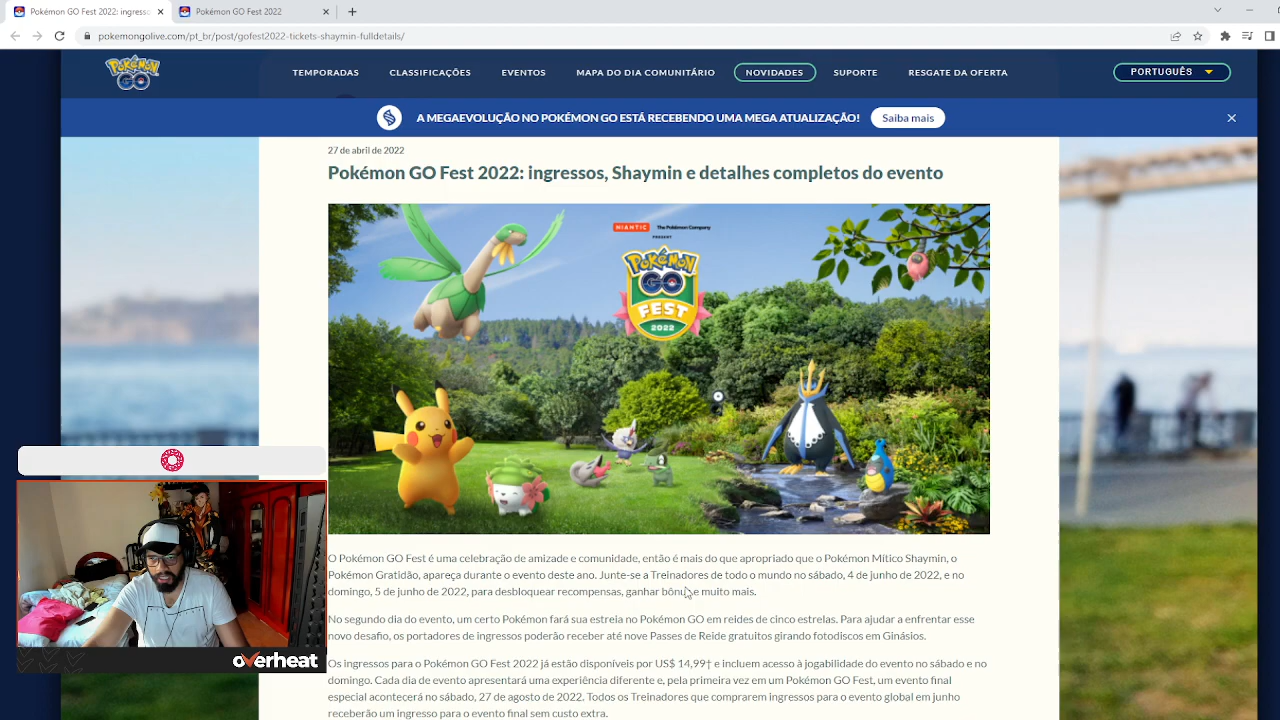 Pokémon GO Fest 2022: ingresso
Pokémon GO Fest 2022
pokemongolive.com/pt_br/post/gofest2022-tickets-shaymin-fulldetails/
POKÉMON GO
TEMPORADAS
CLASSIFICAÇÕES
EVENTOS
MAPA DO DIA COMUNITÁRIO
NOVIDADES
SUPORTE
RESGATE DA OFERTA
PORTUGUÊS
A MEGAEVOLUÇÃO NO POKÉMON GO ESTÁ RECEBENDO UMA MEGA ATUALIZAÇÃO!
Saiba mais
27 de abril de 2022
Pokémon GO Fest 2022: ingressos, Shaymin e detalhes completos do evento
NIANTIC The Pokémon Company
PRESENT
POKÉMON
GO
FEST
2022
O Pokémon GO Fest é uma celebração de amizade e comunidade, então é mais do que apropriado que o Pokémon Mítico Shaymin, o
Pokémon Gratidão, apareça durante o evento deste ano. Junte-se a Treinadores de todo o mundo no sábado, 4 de junho de 2022, e no
domingo, 5 de junho de 2022, para desbloquear recompensas, ganhar bônus e muito mais.
No segundo dia do evento, um certo Pokémon fará sua estreia no Pokémon GO em reides de cinco estrelas. Para ajudar a enfrentar esse
novo desafio, os portadores de ingressos poderão receber até nove Passes de Reide gratuitos girando fotodiscos em Ginásios.
Os ingressos para o Pokémon GO Fest 2022 já estão disponíveis por US$ 14,99† e incluem acesso à jogabilidade do evento no sábado e no
domingo. Cada dia de evento apresentará uma experiência diferente e, pela primeira vez em um Pokémon GO Fest, um evento final
especial acontecerá no sábado, 27 de agosto de 2022. Todos os Treinadores que comprarem ingressos para o evento global em junho
receberão um ingresso para o evento final sem custo extra.
overheat